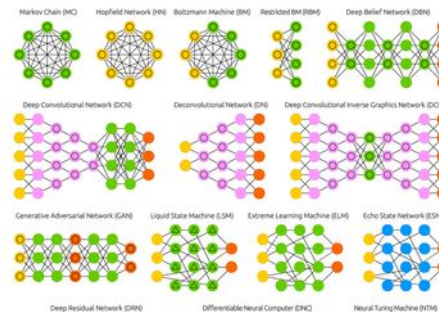 Markov Chain (MC)
Hopfield Network (HN)
Boltzmann Machine (BM)
Restricted BM (RBM)
Deep Belief Network (DBN)
Deep Convolutional Network (DCN)
Deconvolutional Network (DN)
Deep Convolutional Inverse Graphics Network (DC
Generative Adversarial Network (GAN)
Liquid State Machine (LSM)
Extreme Learning Machine (ELM)
Echo State Network (ES
Deep Residual Network (DRN)
Differentiable Neural Computer (DNC)
Neural Turing Machine (NTM)